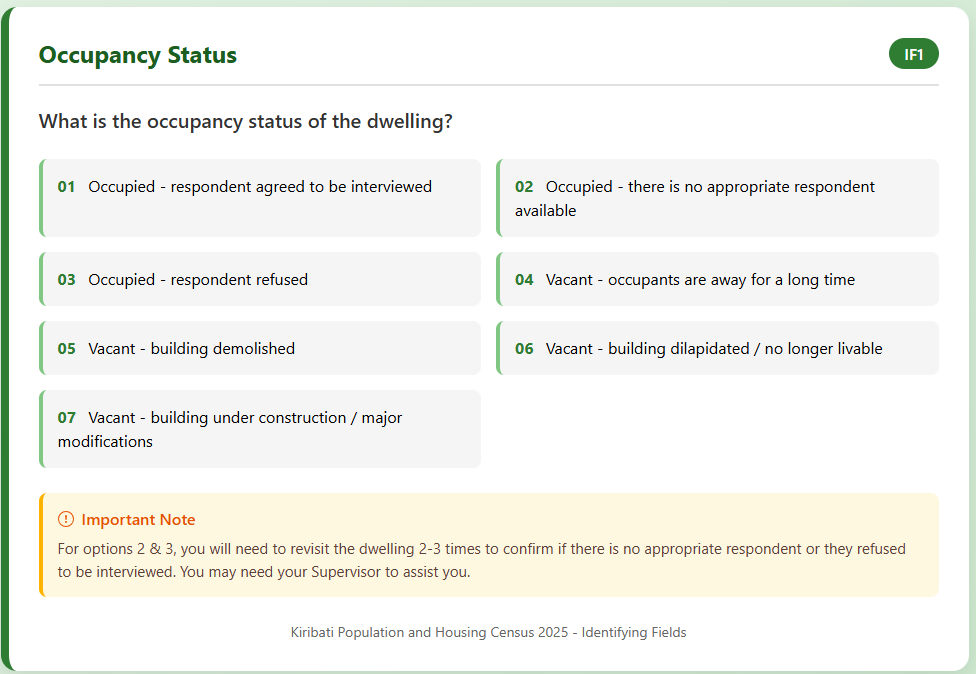 Occupancy Status
IF1
What is the occupancy status of the dwelling?
01 Occupied - respondent agreed to be interviewed
02 Occupied - there is no appropriate respondent
available
03 Occupied - respondent refused
04 Vacant - occupants are away for a long time
05 Vacant - building demolished
06 Vacant - building dilapidated / no longer livable
07 Vacant - building under construction / major
modifications
Important Note
For options 2 & 3, you will need to revisit the dwelling 2-3 times to confirm if there is no appropriate respondent or they refused
to be interviewed. You may need your Supervisor to assist you.
Kiribati Population and Housing Census 2025 - Identifying Fields